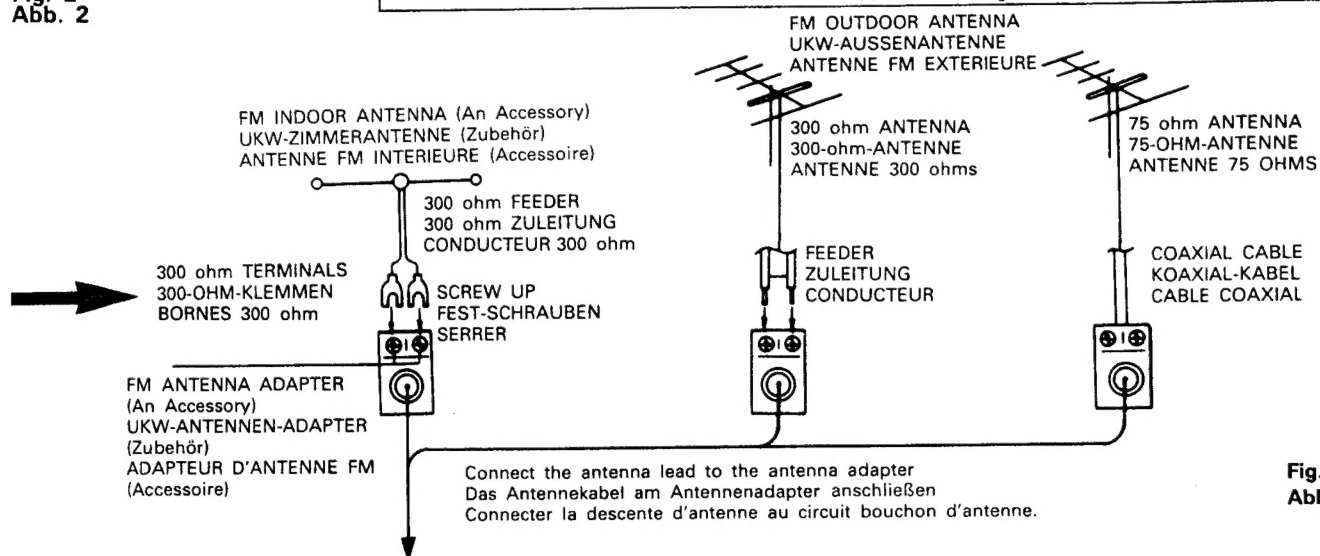 Abb. 2
FM OUTDOOR ANTENNA
UKW-AUSSENANTENNE
ANTENNE FM EXTERIEURE
FM INDOOR ANTENNA (An Accessory)
UKW-ZIMMERANTENNE (Zubehör)
ANTENNE FM INTERIEURE (Accessoire)
300 ohm ANTENNA
300-ohm-ANTENNE
ANTENNE 300 ohms
75 ohm ANTENNA
75-OHM-ANTENNE
ANTENNE 75 OHMS
300 ohm FEEDER
300 ohm ZULEITUNG
CONDUCTEUR 300 ohm
300 ohm TERMINALS
300-OHM-KLEMMEN
BORNES 300 ohm
SCREW UP
FEST-SCHRAUBEN
SERRER
FEEDER
ZULEITUNG
CONDUCTEUR
COAXIAL CABLE
KOAXIAL-KABEL
CABLE COAXIAL
FM ANTENNA ADAPTER
(An Accessory)
UKW-ANTENNEN-ADAPTER
(Zubehör)
ADAPTEUR D'ANTENNE FM
(Accessoire)
Connect the antenna lead to the antenna adapter
Das Antennekabel am Antennenadapter anschließen
Connecter la descente d'antenne au circuit bouchon d'antenne.
Fig.